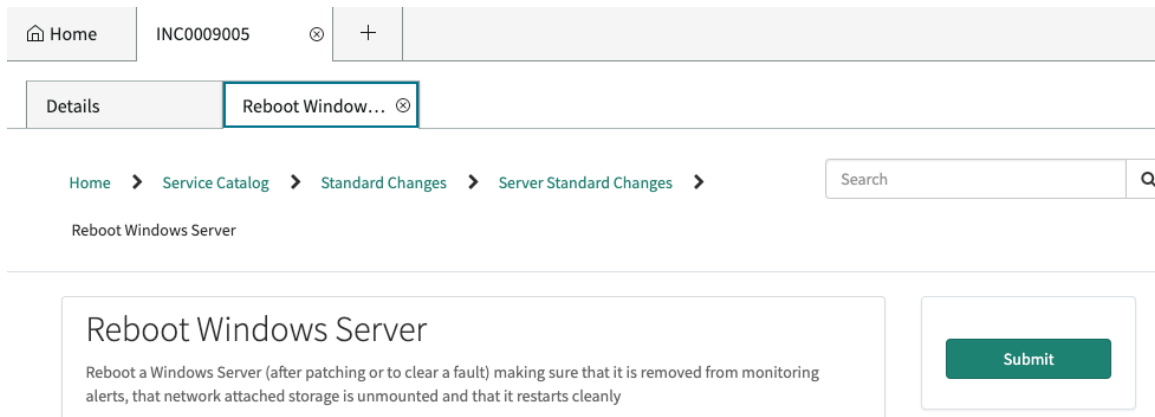 Home INC0009005
Details Reboot Window...
Home Service Catalog Standard Changes Server Standard Changes Search
Reboot Windows Server
Reboot Windows Server
Reboot a Windows Server (after patching or to clear a fault) making sure that it is removed from monitoring
alerts, that network attached storage is unmounted and that it restarts cleanly
Submit